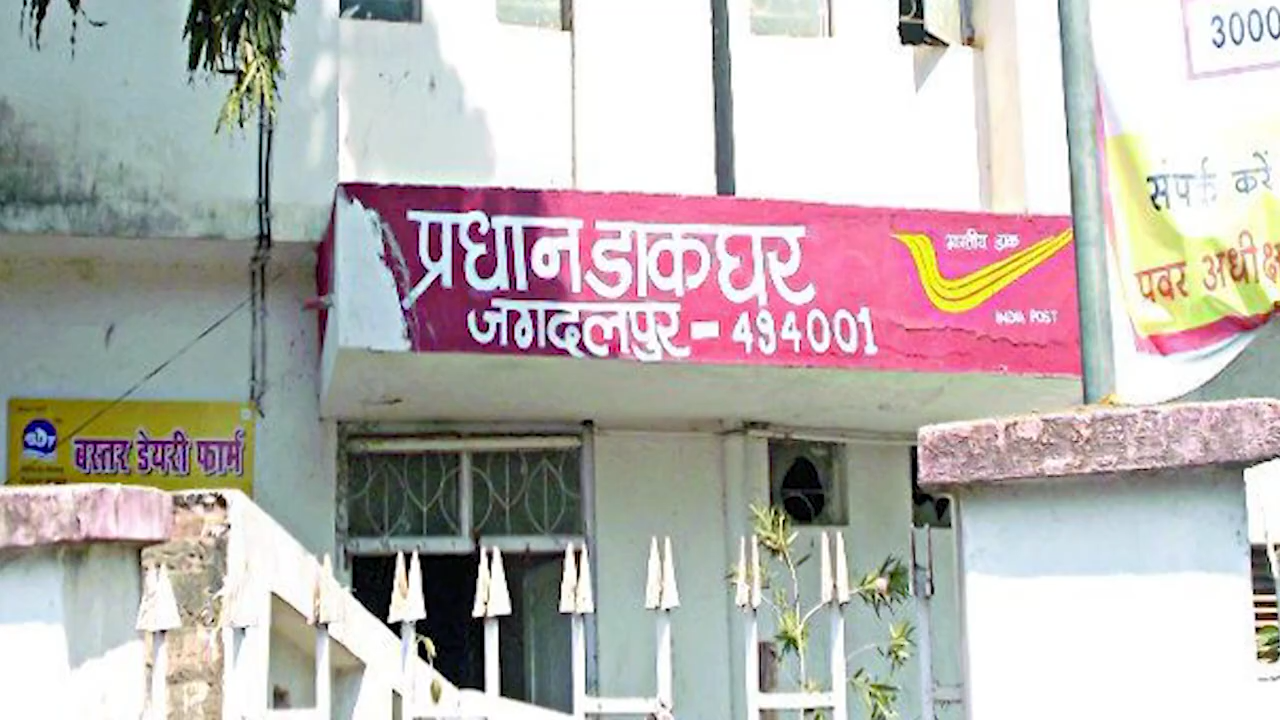 3000
प्रधान डाकघर
जगदलपुर - 494001
भारतीय डाक
INDIA POST
संपर्क करें
पवर अधीक्ष
बस्तर डेयरी फार्म